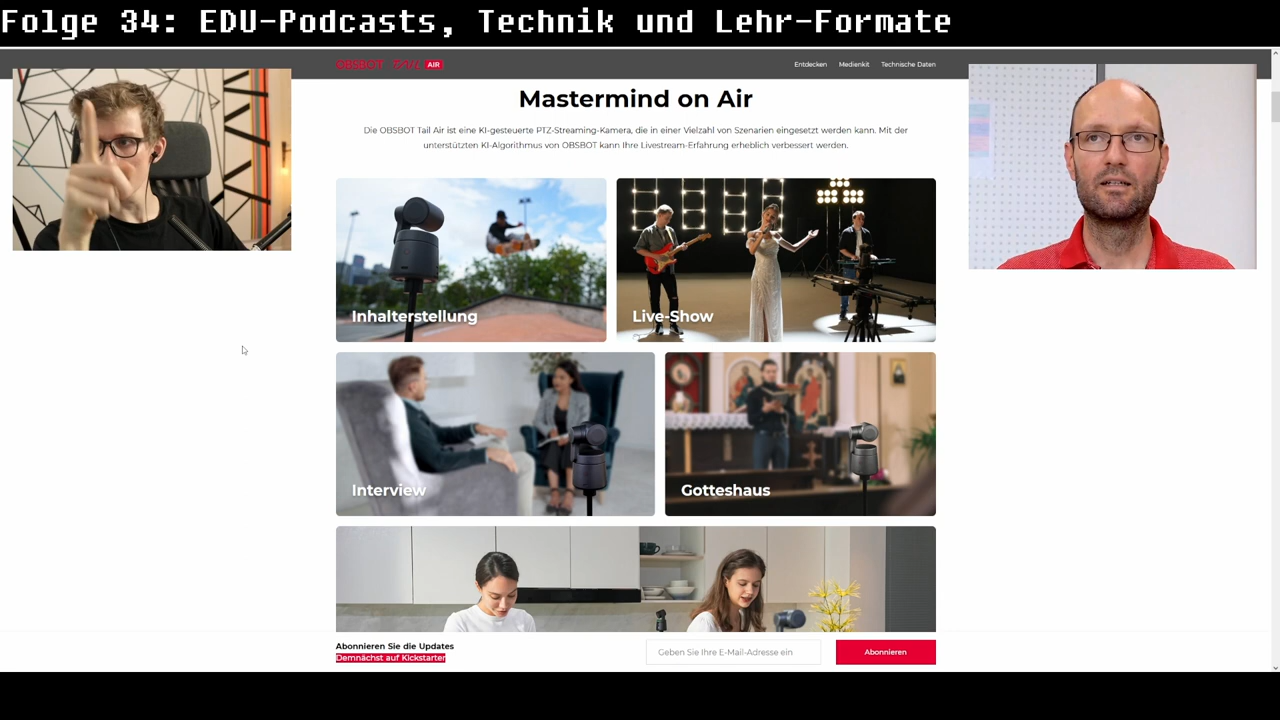 Folge 34: EDU-Podcasts, Technik und Lehr-Formate
OBSBOT TAIL AIR
Entdecken Medienkit Technische Daten
Mastermind on Air
Die OBSBOT Tail Air ist eine KI-gesteuerte PTZ-Streaming-Kamera, die in einer Vielzahl von Szenarien eingesetzt werden kann. Mit der
unterstützten KI-Algorithmus von OBSBOT kann Ihre Livestream-Erfahrung erheblich verbessert werden.
Inhalterstellung
Live-Show
Interview
Gotteshaus
Abonnieren Sie die Updates
Demnächst auf Kickstarter
Geben Sie Ihre E-Mail-Adresse ein
Abonnieren